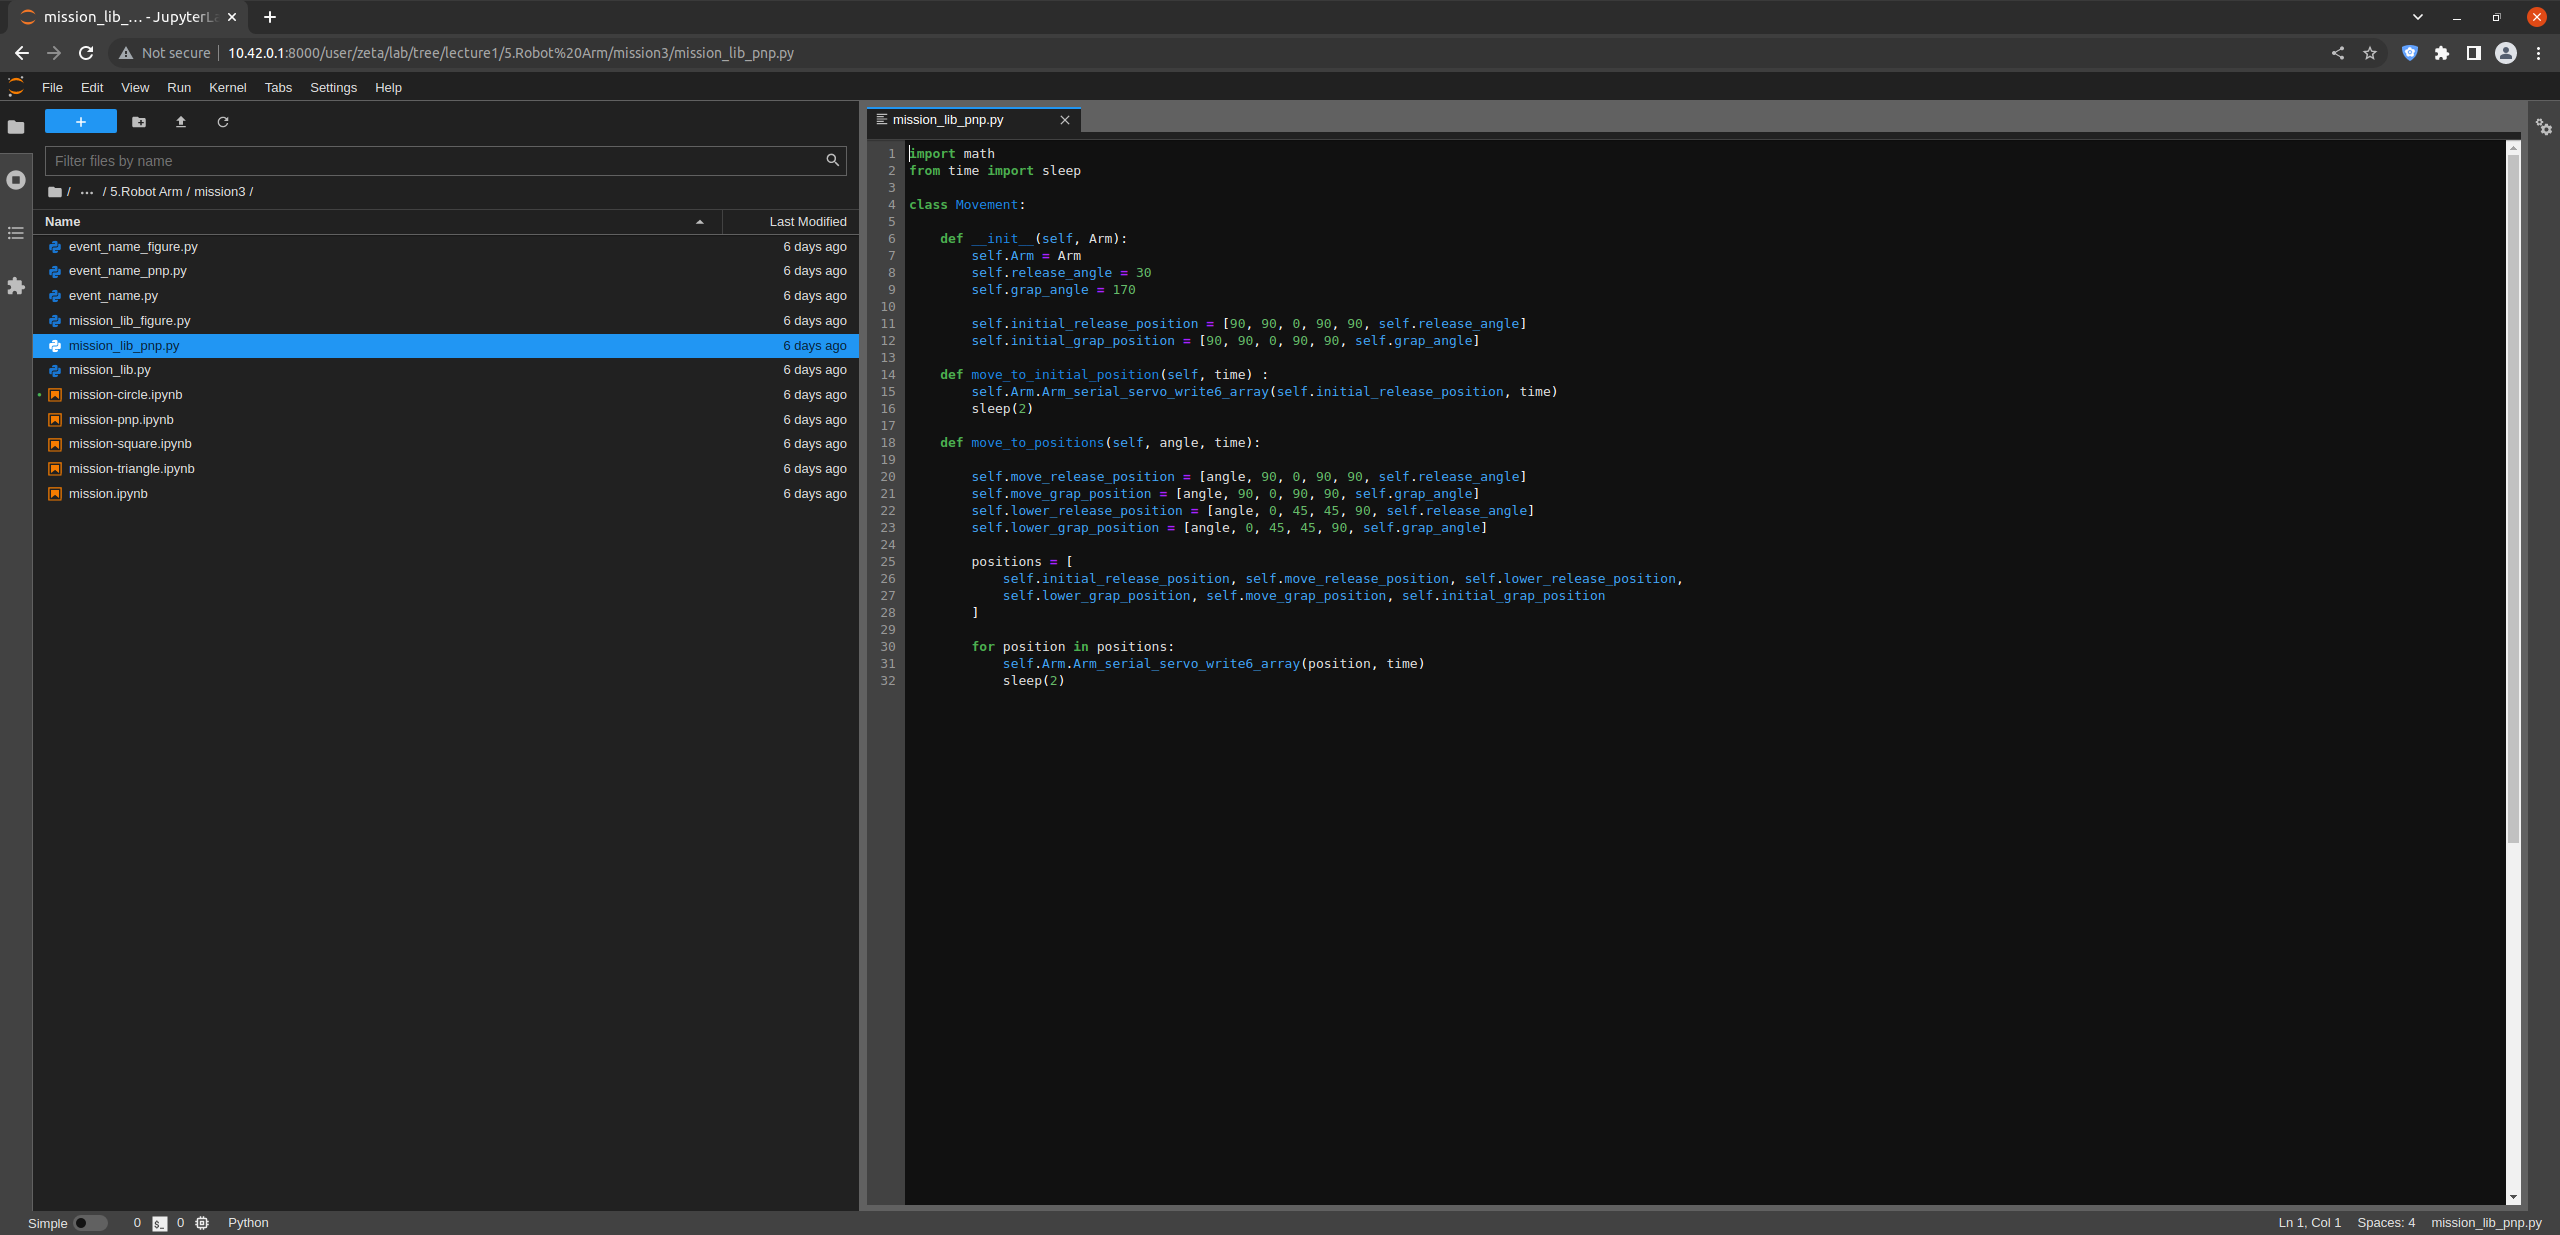 mission_lib_... - JupyterLa
Not secure | 10.42.0.1:8000/user/zeta/lab/tree/lecture1/5.Robot%20Arm/mission3/mission_lib_pnp.py
File Edit View Run Kernel Tabs Settings Help
Filter files by name
/ ... / 5.Robot Arm / mission3 /
Name Last Modified
event_name_figure.py 6 days ago
event_name_pnp.py 6 days ago
event_name.py 6 days ago
mission_lib_figure.py 6 days ago
mission_lib_pnp.py 6 days ago
mission_lib.py 6 days ago
mission-circle.ipynb 6 days ago
mission-pnp.ipynb 6 days ago
mission-square.ipynb 6 days ago
mission-triangle.ipynb 6 days ago
mission.ipynb 6 days ago
mission_lib_pnp.py
1 import math
2 from time import sleep
3
4 class Movement:
5
6     def __init__(self, Arm):
7         self.Arm = Arm
8         self.release_angle = 30
9         self.grap_angle = 170
10
11         self.initial_release_position = [90, 90, 0, 90, 90, self.release_angle]
12         self.initial_grap_position = [90, 90, 0, 90, 90, self.grap_angle]
13
14     def move_to_initial_position(self, time) :
15         self.Arm.Arm_serial_servo_write6_array(self.initial_release_position, time)
16         sleep(2)
17
18     def move_to_positions(self, angle, time):
19
20         self.move_release_position = [angle, 90, 0, 90, 90, self.release_angle]
21         self.move_grap_position = [angle, 90, 0, 90, 90, self.grap_angle]
22         self.lower_release_position = [angle, 0, 45, 45, 90, self.release_angle]
23         self.lower_grap_position = [angle, 0, 45, 45, 90, self.grap_angle]
24
25         positions = [
26             self.initial_release_position, self.move_release_position, self.lower_release_position,
27             self.lower_grap_position, self.move_grap_position, self.initial_grap_position
28         ]
29
30         for position in positions:
31             self.Arm.Arm_serial_servo_write6_array(position, time)
32             sleep(2)
Simple 0 $_ 0 Python Ln 1, Col 1 Spaces: 4 mission_lib_pnp.py